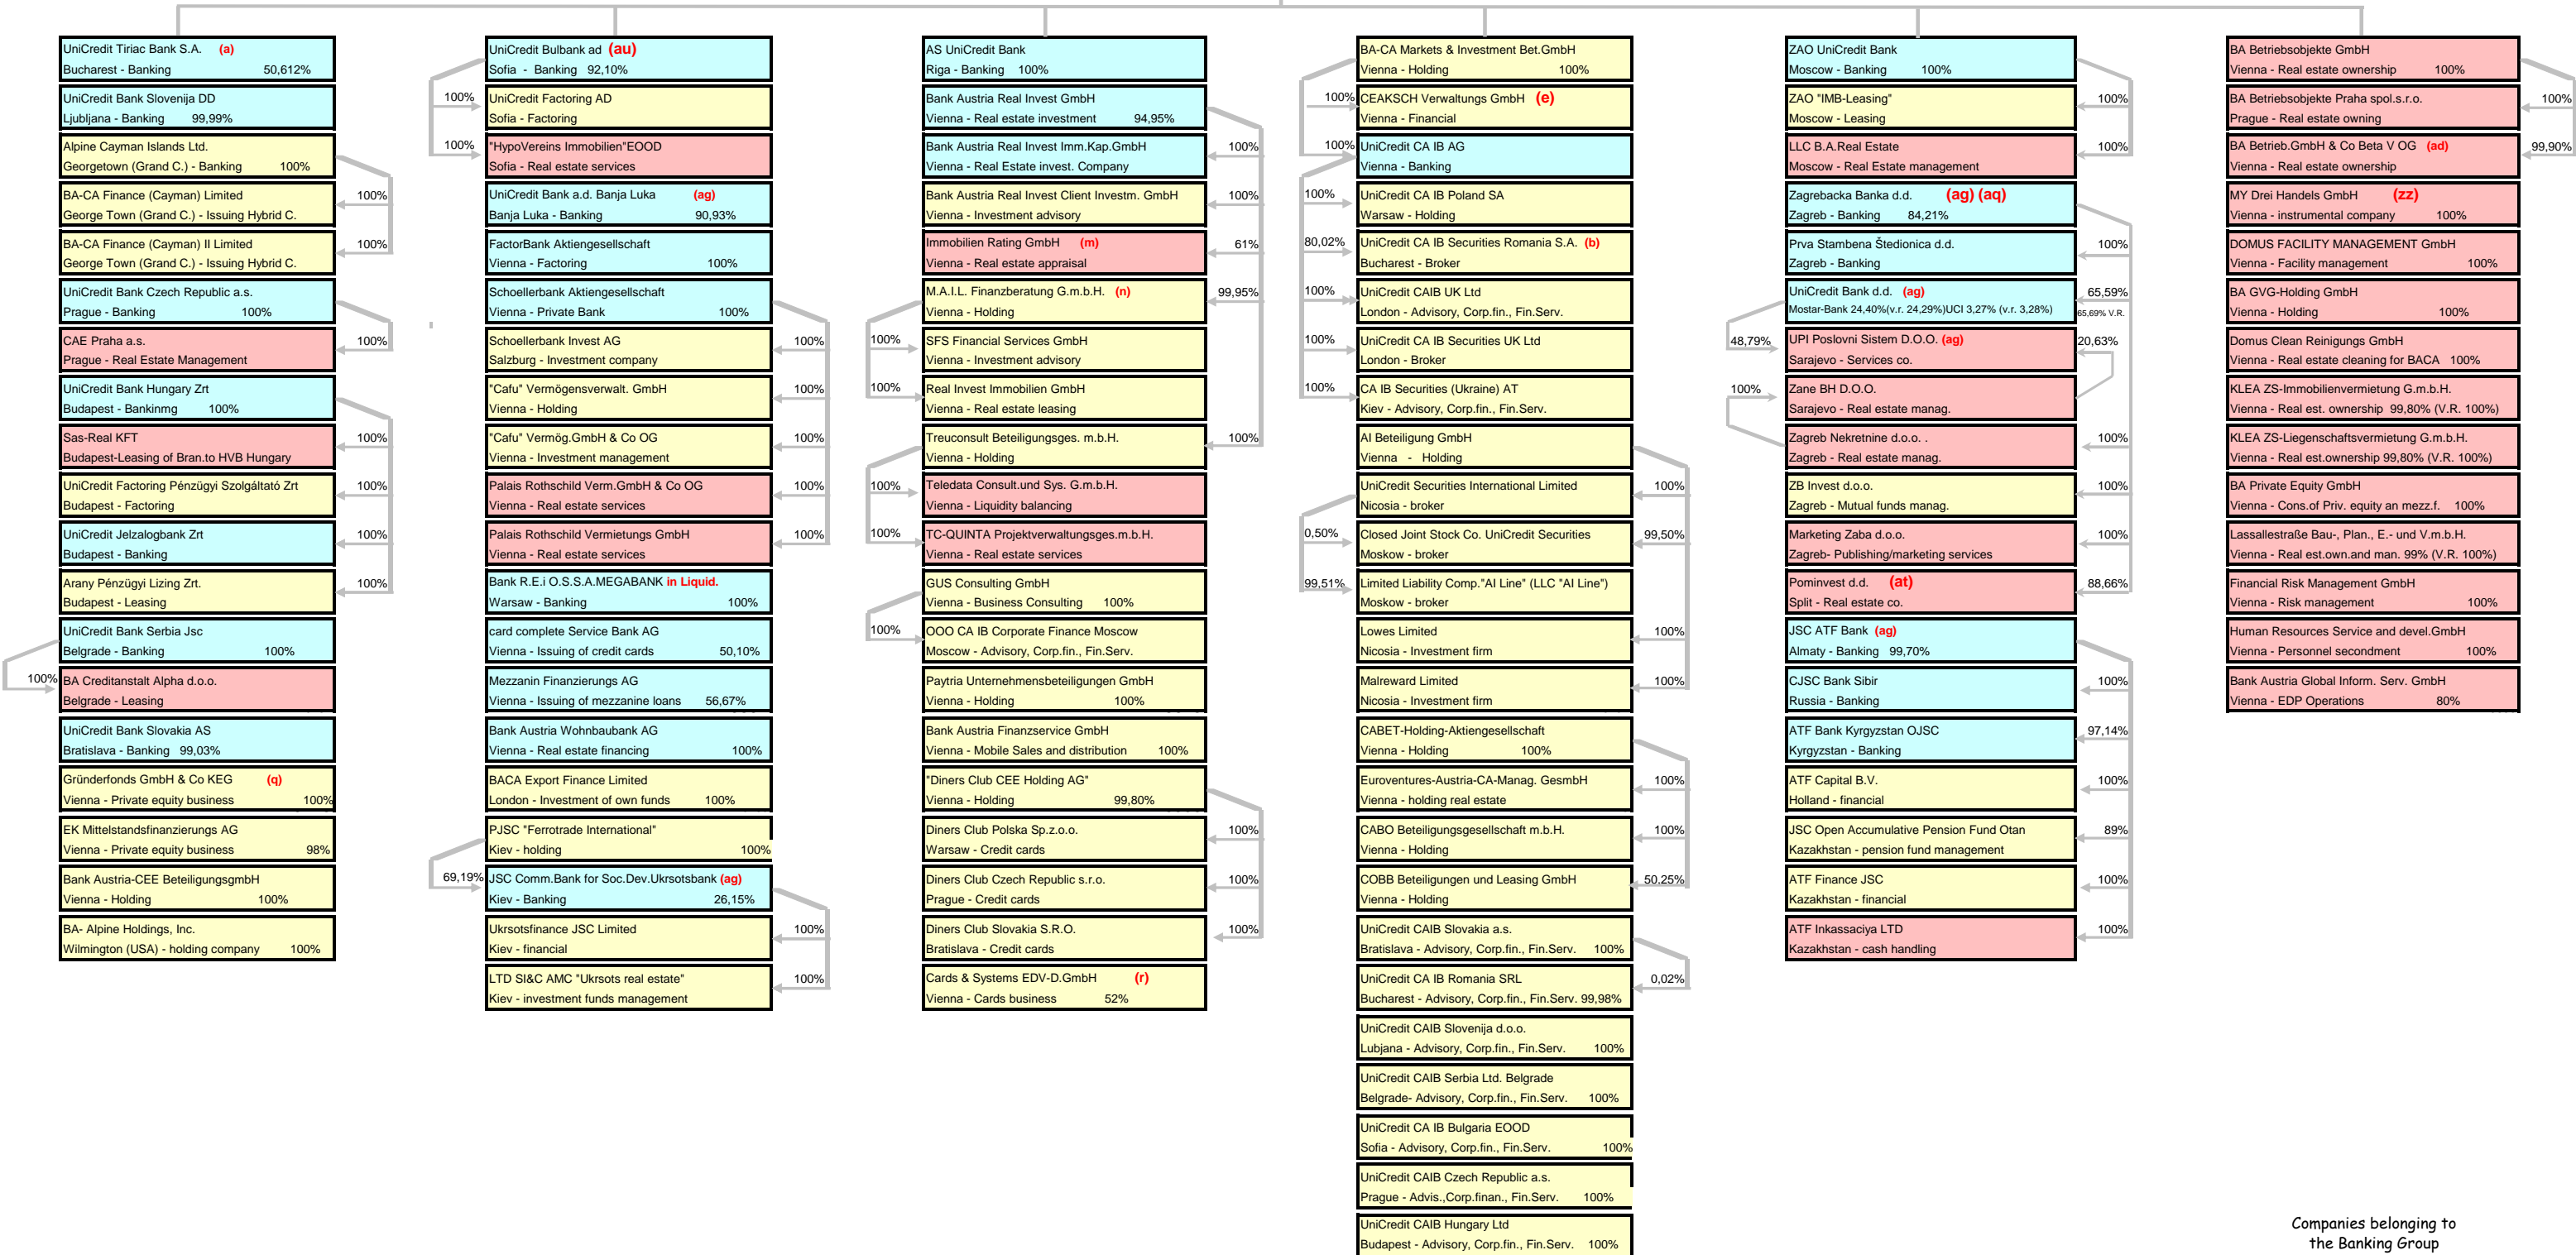 UniCredit Tiriac Bank S.A. (a)
Bucharest - Banking 50,612%
UniCredit Bank Slovenija DD
Ljubljana - Banking 99,99%
Alpine Cayman Islands Ltd.
Georgetown (Grand C.) - Banking 100%
BA-CA Finance (Cayman) Limited
George Town (Grand C.) - Issuing Hybrid C.
100%
BA-CA Finance (Cayman) II Limited
George Town (Grand C.) - Issuing Hybrid C.
100%
UniCredit Bank Czech Republic a.s.
Prague - Banking 100%
CAE Praha a.s.
Prague - Real Estate Management
100%
UniCredit Bank Hungary Zrt
Budapest - Bankinmg 100%
Sas-Real KFT
Budapest-Leasing of Bran.to HVB Hungary
100%
UniCredit Factoring Pénzügyi Szolgáltató Zrt
Budapest - Factoring
100%
UniCredit Jelzalogbank Zrt
Budapest - Banking
100%
Arany Pénzügyi Lizing Zrt.
Budapest - Leasing
100%
UniCredit Bank Serbia Jsc
Belgrade - Banking 100%
100%
BA Creditanstalt Alpha d.o.o.
Belgrade - Leasing
UniCredit Bank Slovakia AS
Bratislava - Banking 99,03%
Gründerfonds GmbH & Co KEG (q)
Vienna - Private equity business 100%
EK Mittelstandsfinanzierungs AG
Vienna - Private equity business 98%
Bank Austria-CEE BeteiligungsgmbH
Vienna - Holding 100%
BA- Alpine Holdings, Inc.
Wilmington (USA) - holding company 100%
UniCredit Bulbank ad (au)
Sofia - Banking 92,10%
100%
UniCredit Factoring AD
Sofia - Factoring
100%
"HypoVereins Immobilien"EOOD
Sofia - Real estate services
UniCredit Bank a.d. Banja Luka (ag)
Banja Luka - Banking 90,93%
FactorBank Aktiengesellschaft
Vienna - Factoring 100%
Schoellerbank Aktiengesellschaft
Vienna - Private Bank 100%
Schoellerbank Invest AG
Salzburg - Investment company
100%
"Cafu" Vermögensverwalt. GmbH
Vienna - Holding
100%
"Cafu" Vermög.GmbH & Co OG
Vienna - Investment management
100%
Palais Rothschild Verm.GmbH & Co OG
Vienna - Real estate services
100%
Palais Rothschild Vermietungs GmbH
Vienna - Real estate services
100%
Bank R.E.i O.S.S.A.MEGABANK in Liquid.
Warsaw - Banking 100%
card complete Service Bank AG
Vienna - Issuing of credit cards 50,10%
Mezzanin Finanzierungs AG
Vienna - Issuing of mezzanine loans 56,67%
Bank Austria Wohnbaubank AG
Vienna - Real estate financing 100%
BACA Export Finance Limited
London - Investment of own funds 100%
PJSC "Ferrotrade International"
Kiev - holding 100%
69,19%
JSC Comm.Bank for Soc.Dev.Ukrsotsbank (ag)
Kiev - Banking 26,15%
Ukrsotsfinance JSC Limited
Kiev - financial
100%
LTD SI&C AMC "Ukrsots real estate"
Kiev - investment funds management
100%
AS UniCredit Bank
Riga - Banking 100%
Bank Austria Real Invest GmbH
Vienna - Real estate investment 94,95%
Bank Austria Real Invest Imm.Kap.GmbH
Vienna - Real Estate invest. Company
100%
Bank Austria Real Invest Client Investm. GmbH
Vienna - Investment advisory
100%
Immobilien Rating GmbH (m)
Vienna - Real estate appraisal
61%
M.A.I.L. Finanzberatung G.m.b.H. (n)
Vienna - Holding
99,95%
100%
SFS Financial Services GmbH
Vienna - Investment advisory
100%
Real Invest Immobilien GmbH
Vienna - Real estate leasing
Treuconsult Beteiligungsges. m.b.H.
Vienna - Holding
100%
100%
Teledata Consult.und Sys. G.m.b.H.
Vienna - Liquidity balancing
100%
TC-QUINTA Projektverwaltungsges.m.b.H.
Vienna - Real estate services
GUS Consulting GmbH
Vienna - Business Consulting 100%
100%
OOO CA IB Corporate Finance Moscow
Moscow - Advisory, Corp.fin., Fin.Serv.
Paytria Unternehmensbeteiligungen GmbH
Vienna - Holding 100%
Bank Austria Finanzservice GmbH
Vienna - Mobile Sales and distribution 100%
"Diners Club CEE Holding AG"
Vienna - Holding 99,80%
Diners Club Polska Sp.z.o.o.
Warsaw - Credit cards
100%
Diners Club Czech Republic s.r.o.
Prague - Credit cards
100%
Diners Club Slovakia S.R.O.
Bratislava - Credit cards
100%
Cards & Systems EDV-D.GmbH (r)
Vienna - Cards business 52%
BA-CA Markets & Investment Bet.GmbH
Vienna - Holding 100%
100%
CEAKSCH Verwaltungs GmbH (e)
Vienna - Financial
100%
UniCredit CA IB AG
Vienna - Banking
100%
UniCredit CA IB Poland SA
Warsaw - Holding
80,02%
UniCredit CA IB Securities Romania S.A. (b)
Bucharest - Broker
100%
UniCredit CAIB UK Ltd
London - Advisory, Corp.fin, Fin.Serv.
100%
UniCredit CA IB Securities UK Ltd
London - Broker
100%
CA IB Securities (Ukraine) AT
Kiev - Advisory, Corp.fin., Fin.Serv.
AI Beteiligung GmbH
Vienna - Holding
UniCredit Securities International Limited
Nicosia - broker
100%
0,50%
Closed Joint Stock Co. UniCredit Securities
Moskow - broker
99,50%
99,51%
Limited Liability Comp."AI Line" (LLC "AI Line")
Moskow - broker
Lowes Limited
Nicosia - Investment firm
100%
Malreward Limited
Nicosia - Investment firm
100%
CABET-Holding-Aktiengesellschaft
Vienna - Holding 100%
Euroventures-Austria-CA-Manag. GesmbH
Vienna - holding real estate
100%
CABO Beteiligungsgesellschaft m.b.H.
Vienna - Holding
100%
COBB Beteiligungen und Leasing GmbH
Vienna - Holding
50,25%
UniCredit CAIB Slovakia a.s.
Bratislava - Advisory, Corp.fin., Fin.Serv. 100%
UniCredit CA IB Romania SRL
Bucharest - Advisory, Corp.fin., Fin.Serv. 99,98%
0,02%
UniCredit CAIB Slovenija d.o.o.
Lubjana - Advisory, Corp.fin., Fin.Serv. 100%
UniCredit CAIB Serbia Ltd. Belgrade
Belgrade- Advisory, Corp.fin., Fin.Serv. 100%
UniCredit CA IB Bulgaria EOOD
Sofia - Advisory, Corp.fin., Fin.Serv. 100%
UniCredit CAIB Czech Republic a.s.
Prague - Advis.,Corp.finan., Fin.Serv. 100%
UniCredit CAIB Hungary Ltd
Budapest - Advisory, Corp.fin., Fin.Serv. 100%
ZAO UniCredit Bank
Moscow - Banking 100%
ZAO "IMB-Leasing"
Moscow - Leasing
100%
LLC B.A.Real Estate
Moscow - Real Estate management
100%
Zagrebacka Banka d.d. (ag) (aq)
Zagreb - Banking 84,21%
Prva Stambena Štedionica d.d.
Zagreb - Banking
100%
UniCredit Bank d.d. (ag)
Mostar-Bank 24,40%(v.r. 24,29%)UCI 3,27% (v.r. 3,28%)
65,59%
65,69% V.R.
48,79%
UPI Poslovni Sistem D.O.O. (ag)
Sarajevo - Services co.
20,63%
100%
Zane BH D.O.O.
Sarajevo - Real estate manag.
Zagreb Nekretnine d.o.o. .
Zagreb - Real estate manag.
100%
ZB Invest d.o.o.
Zagreb - Mutual funds manag.
100%
Marketing Zaba d.o.o.
Zagreb- Publishing/marketing services
100%
Pominvest d.d. (at)
Split - Real estate co.
88,66%
JSC ATF Bank (ag)
Almaty - Banking 99,70%
CJSC Bank Sibir
Russia - Banking
100%
ATF Bank Kyrgyzstan OJSC
Kyrgyzstan - Banking
97,14%
ATF Capital B.V.
Holland - financial
100%
JSC Open Accumulative Pension Fund Otan
Kazakhstan - pension fund management
89%
ATF Finance JSC
Kazakhstan - financial
100%
ATF Inkassaciya LTD
Kazakhstan - cash handling
100%
BA Betriebsobjekte GmbH
Vienna - Real estate ownership 100%
BA Betriebsobjekte Praha spol.s.r.o.
Prague - Real estate owning
100%
BA Betrieb.GmbH & Co Beta V OG (ad)
Vienna - Real estate ownership
99,90%
MY Drei Handels GmbH (zz)
Vienna - instrumental company 100%
DOMUS FACILITY MANAGEMENT GmbH
Vienna - Facility management 100%
BA GVG-Holding GmbH
Vienna - Holding 100%
Domus Clean Reinigungs GmbH
Vienna - Real estate cleaning for BACA 100%
KLEA ZS-Immobilienvermietung G.m.b.H.
Vienna - Real est. ownership 99,80% (V.R. 100%)
KLEA ZS-Liegenschaftsvermietung G.m.b.H.
Vienna - Real est.ownership 99,80% (V.R. 100%)
BA Private Equity GmbH
Vienna - Cons.of Priv. equity an mezz.f. 100%
Lassallestraße Bau-, Plan., E.- und V.m.b.H.
Vienna - Real est.own.and man. 99% (V.R. 100%)
Financial Risk Management GmbH
Vienna - Risk management 100%
Human Resources Service and devel.GmbH
Vienna - Personnel secondment 100%
Bank Austria Global Inform. Serv. GmbH
Vienna - EDP Operations 80%
Companies belonging to
the Banking Group